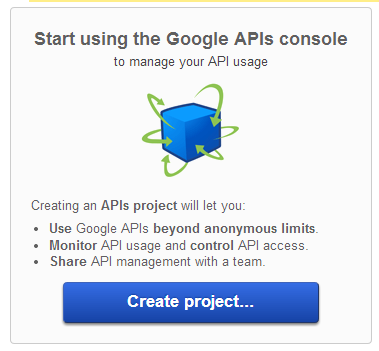 Start using the Google APIs console
to manage your API usage
Creating an APIs project will let you:
• Use Google APIs beyond anonymous limits.
• Monitor API usage and control API access.
• Share API management with a team.
Create project...